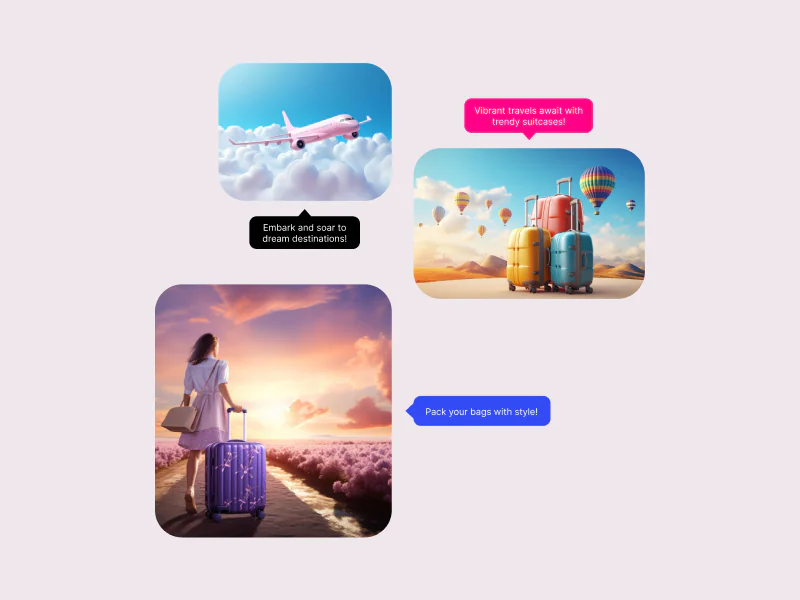 Vibrant travels await with
trendy suitcases!
Embark and soar to
dream destinations!
Pack your bags with style!